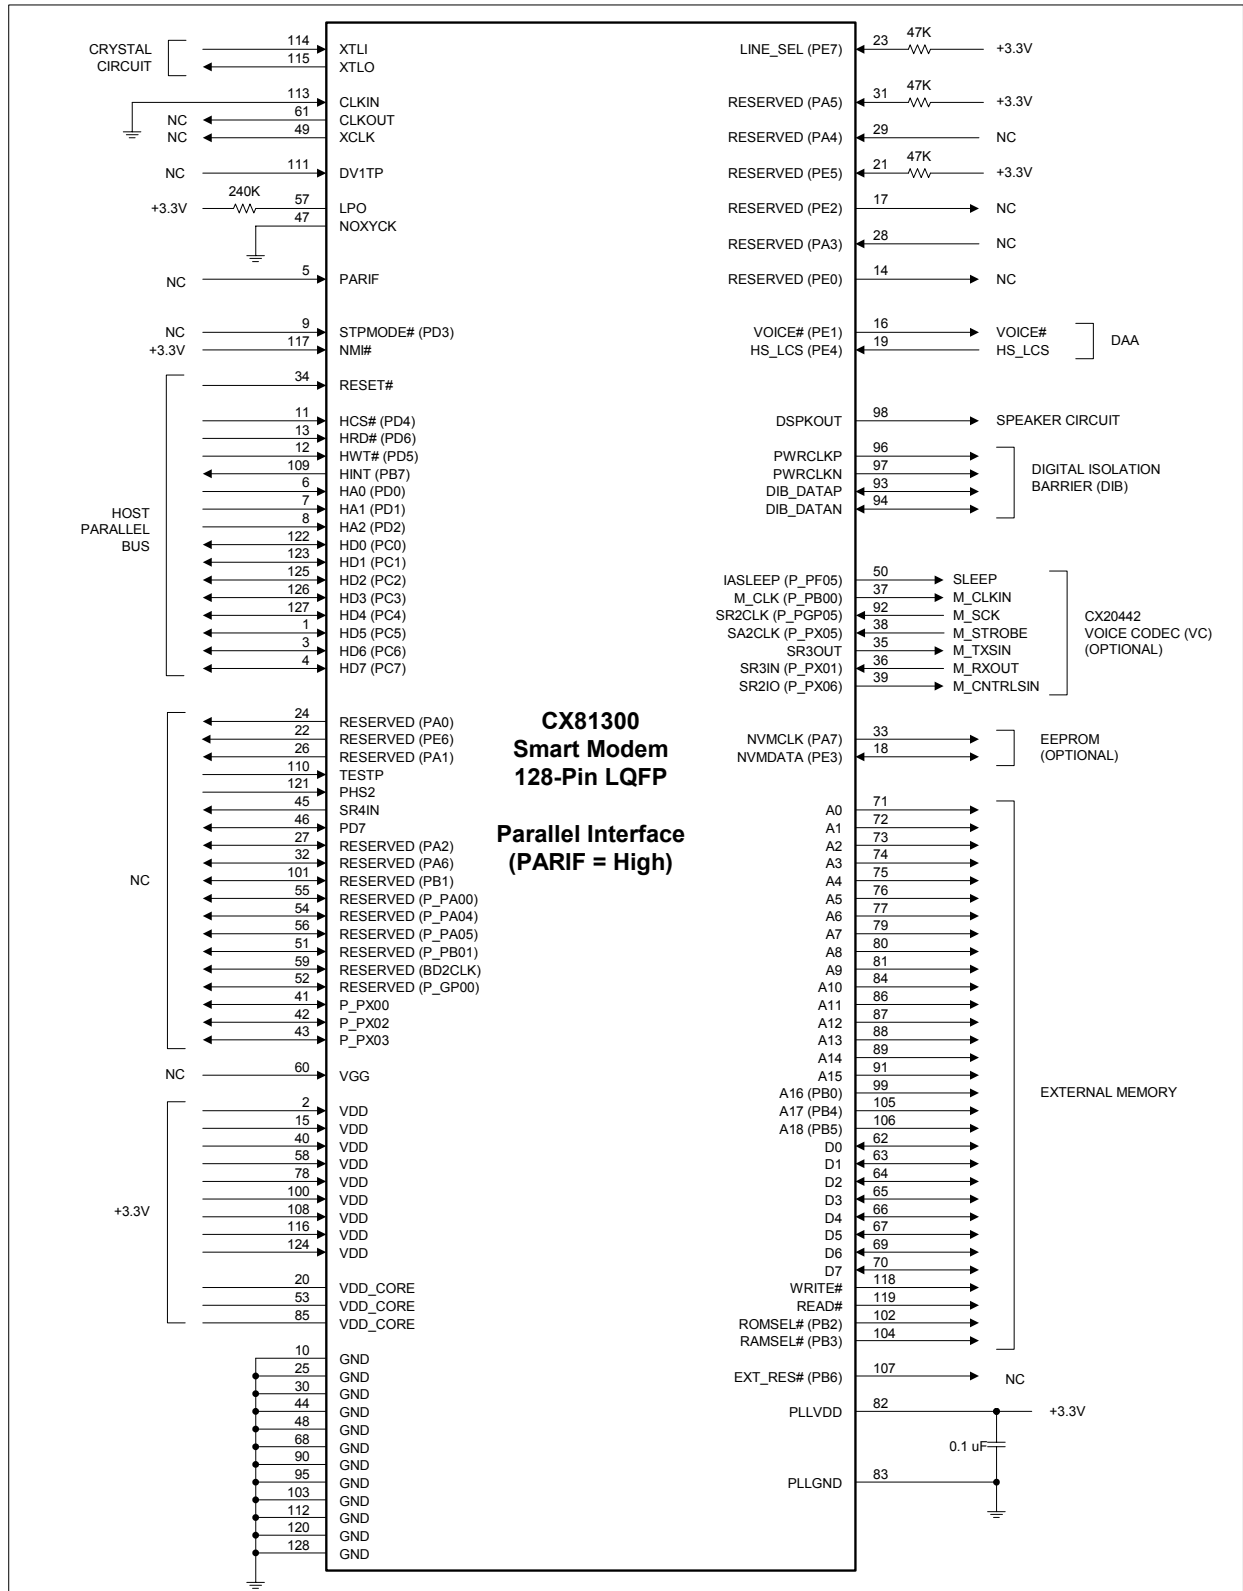 CRYSTAL
CIRCUIT
114 XTLI
115 XTLO
113 CLKIN
NC 61 CLKOUT
NC 49 XCLK
NC 111 DV1TP
+3.3V 240K 57 LPO
47 NOXYCK
NC 5 PARIF
NC 9 STPMODE# (PD3)
+3.3V 117 NMI#
HOST
PARALLEL
BUS
34 RESET#
11 HCS# (PD4)
13 HRD# (PD6)
12 HWT# (PD5)
109 HINT (PB7)
6 HA0 (PD0)
7 HA1 (PD1)
8 HA2 (PD2)
122 HD0 (PC0)
123 HD1 (PC1)
125 HD2 (PC2)
126 HD3 (PC3)
127 HD4 (PC4)
1 HD5 (PC5)
3 HD6 (PC6)
4 HD7 (PC7)
NC
24 RESERVED (PA0)
22 RESERVED (PE6)
26 RESERVED (PA1)
110 TESTP
121 PHS2
45 SR4IN
46 PD7
27 RESERVED (PA2)
32 RESERVED (PA6)
101 RESERVED (PB1)
55 RESERVED (P_PA00)
54 RESERVED (P_PA04)
56 RESERVED (P_PA05)
51 RESERVED (P_PB01)
59 RESERVED (BD2CLK)
52 RESERVED (P_GP00)
41 P_PX00
42 P_PX02
43 P_PX03
NC 60 VGG
+3.3V
2 VDD
15 VDD
40 VDD
58 VDD
78 VDD
100 VDD
108 VDD
116 VDD
124 VDD
20 VDD_CORE
53 VDD_CORE
85 VDD_CORE
10 GND
25 GND
30 GND
44 GND
48 GND
68 GND
90 GND
95 GND
103 GND
112 GND
120 GND
128 GND
CX81300
Smart Modem
128-Pin LQFP
Parallel Interface
(PARIF = High)
LINE_SEL (PE7) 23 47K +3.3V
RESERVED (PA5) 31 47K +3.3V
RESERVED (PA4) 29 NC
RESERVED (PE5) 21 47K +3.3V
RESERVED (PE2) 17 NC
RESERVED (PA3) 28 NC
RESERVED (PE0) 14 NC
VOICE# (PE1) 16 VOICE#
HS_LCS (PE4) 19 HS_LCS
DAA
DSPKOUT 98 SPEAKER CIRCUIT
PWRCLKP 96
PWRCLKN 97
DIB_DATAP 93
DIB_DATAN 94
DIGITAL ISOLATION
BARRIER (DIB)
IASLEEP (P_PF05) 50 SLEEP
M_CLK (P_PB00) 37 M_CLKIN
SR2CLK (P_PGP05) 92 M_SCK
SA2CLK (P_PX05) 38 M_STROBE
SR3OUT 35 M_TXSIN
SR3IN (P_PX01) 36 M_RXOUT
SR2IO (P_PX06) 39 M_CNTRLSIN
CX20442
VOICE CODEC (VC)
(OPTIONAL)
NVMCLK (PA7) 33
NVMDATA (PE3) 18
EEPROM
(OPTIONAL)
A0 71
A1 72
A2 73
A3 74
A4 75
A5 76
A6 77
A7 79
A8 80
A9 81
A10 84
A11 86
A12 87
A13 88
A14 89
A15 91
A16 (PB0) 99
A17 (PB4) 105
A18 (PB5) 106
D0 62
D1 63
D2 64
D3 65
D4 66
D5 67
D6 69
D7 70
WRITE# 118
READ# 119
ROMSEL# (PB2) 102
RAMSEL# (PB3) 104
EXTERNAL MEMORY
EXT_RES# (PB6) 107 NC
PLLVDD 82 +3.3V
0.1 uF
PLLGND 83